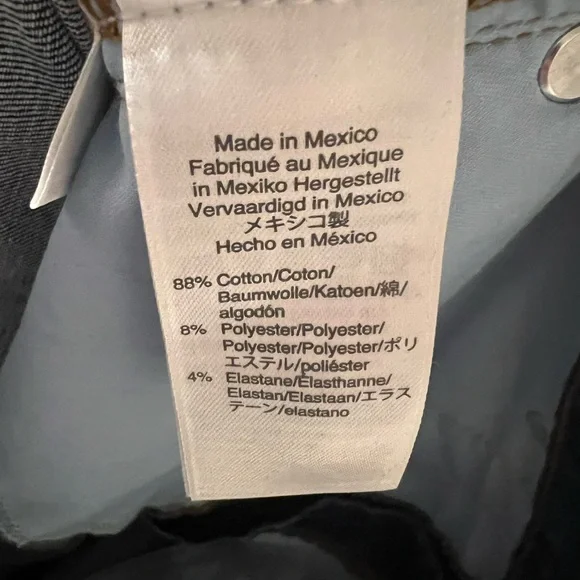 Made in Mexico
Fabriqué au Mexique
in Mexiko Hergestellt
Vervaardigd in Mexico
メキシコ製
Hecho en México
88% Cotton/Coton/
Baumwolle/Katoen/綿/
algodón
8% Polyester/Polyester/
Polyester/Polyester/ポリ
エステル/poliéster
4% Elastane/Élasthanne/
Elastan/Elastaan/エラス
テーン/elastano